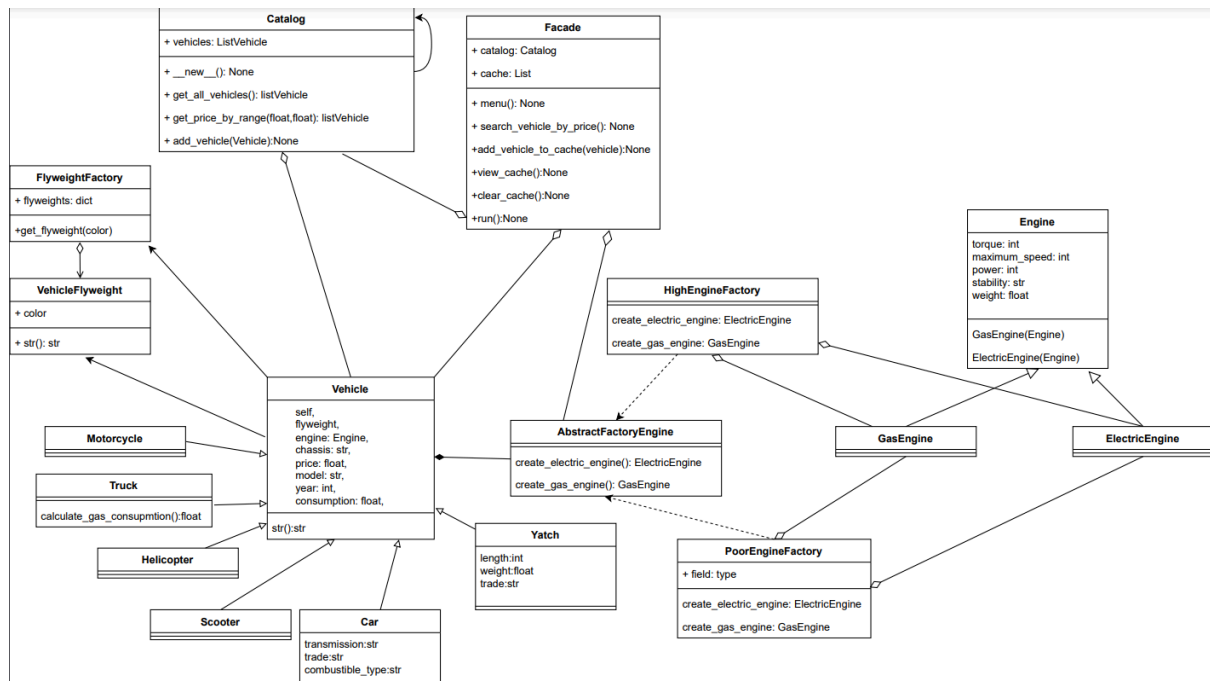 Catalog
+ vehicles: ListVehicle
+ __new__(): None
+ get_all_vehicles(): listVehicle
+ get_price_by_range(float,float): listVehicle
+ add_vehicle(Vehicle):None
Facade
+ catalog: Catalog
+ cache: List
+ menu(): None
+ search_vehicle_by_price(): None
+add_vehicle_to_cache(vehicle):None
+view_cache():None
+clear_cache():None
+run():None
FlyweightFactory
+ flyweights: dict
+get_flyweight(color)
VehicleFlyweight
+ color
+ str(): str
Engine
torque: int
maximum_speed: int
power: int
stability: str
weight: float
GasEngine(Engine)
ElectricEngine(Engine)
HighEngineFactory
create_electric_engine: ElectricEngine
create_gas_engine: GasEngine
Vehicle
self,
flyweight,
engine: Engine,
chassis: str,
price: float,
model: str,
year: int,
consumption: float,
str():str
AbstractFactoryEngine
create_electric_engine(): ElectricEngine
create_gas_engine(): GasEngine
GasEngine
ElectricEngine
Motorcycle
Truck
calculate_gas_consupmtion():float
Helicopter
Scooter
Car
transmission:str
trade:str
combustible_type:str
Yatch
length:int
weight:float
trade:str
PoorEngineFactory
+ field: type
create_electric_engine: ElectricEngine
create_gas_engine: GasEngine